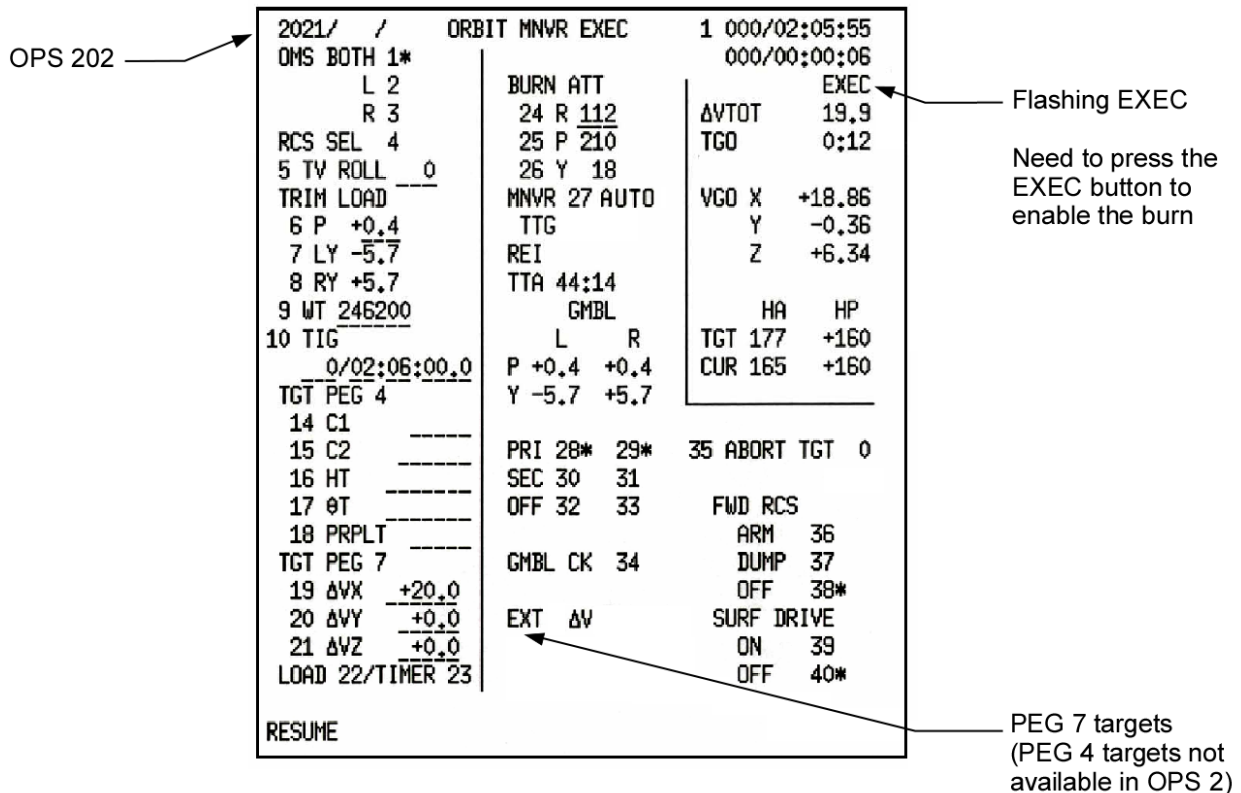 OPS 202
2021/ / ORBIT MNVR EXEC 1 000/02:05:55
000/00:00:06
OMS BOTH 1*
L 2
R 3
RCS SEL 4
5 TV ROLL 0
TRIM LOAD
6 P +0.4
7 LY -5.7
8 RY +5.7
9 WT 246200
10 TIG
0/02:06:00.0
TGT PEG 4
14 C1
15 C2
16 HT
17 θT
18 PRPLT
TGT PEG 7
19 ΔVX +20.0
20 ΔVY +0.0
21 ΔVZ +0.0
LOAD 22/TIMER 23
RESUME
BURN ATT
24 R 112
25 P 210
26 Y 18
MNVR 27 AUTO
TTG
REI
TTA 44:14
GMBL
L R
P +0.4 +0.4
Y -5.7 +5.7
PRI 28* 29*
SEC 30 31
OFF 32 33
GMBL CK 34
EXT ΔV
EXEC
ΔVTOT 19.9
TGO 0:12
VGO X +18.86
Y -0.36
Z +6.34
HA HP
TGT 177 +160
CUR 165 +160
35 ABORT TGT 0
FWD RCS
ARM 36
DUMP 37
OFF 38*
SURF DRIVE
ON 39
OFF 40*
Flashing EXEC
Need to press the
EXEC button to
enable the burn
PEG 7 targets
(PEG 4 targets not
available in OPS 2)